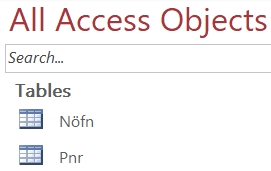 All Access Objects
Search...
Tables
Nöfn
Pnr